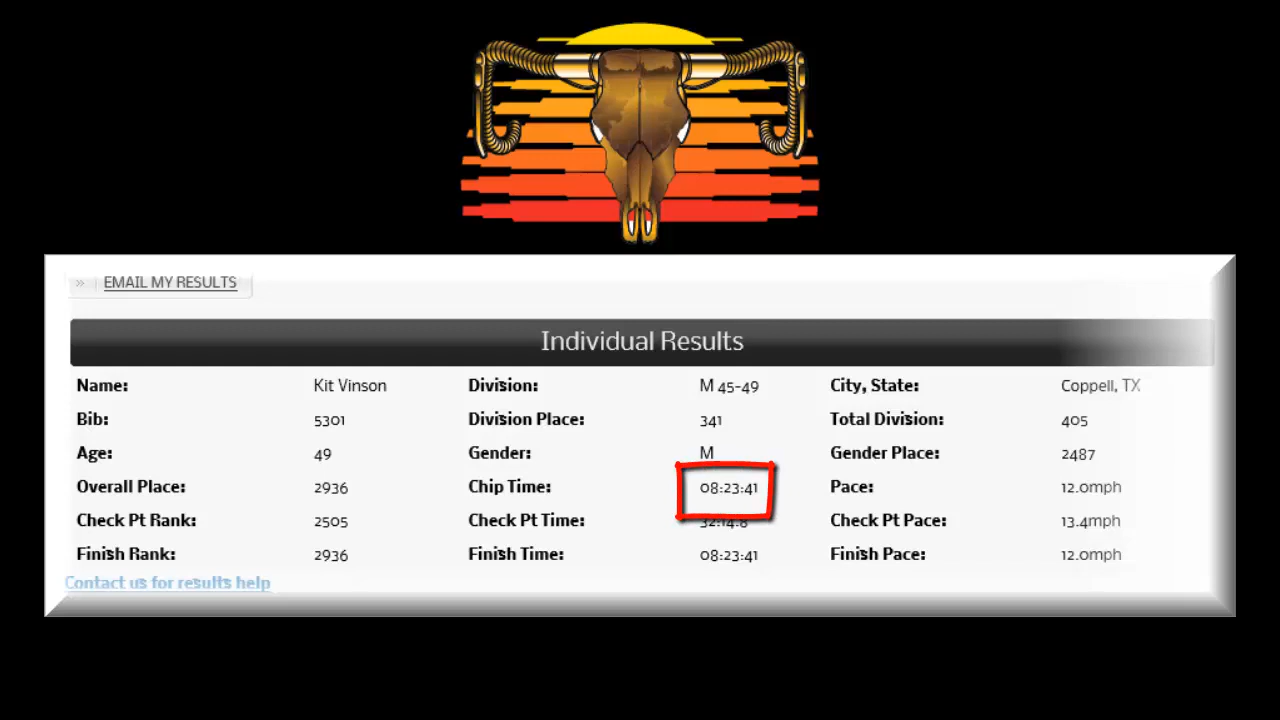 » EMAIL MY RESULTS
Individual Results
Name: Kit Vinson Division: M 45-49 City, State: Coppell, TX
Bib: 5301 Division Place: 341 Total Division: 405
Age: 49 Gender: M Gender Place: 2487
Overall Place: 2936 Chip Time: 08:23:41 Pace: 12.0mph
Check Pt Rank: 2505 Check Pt Time: 32:14.8 Check Pt Pace: 13.4mph
Finish Rank: 2936 Finish Time: 08:23:41 Finish Pace: 12.0mph
Contact us for results help